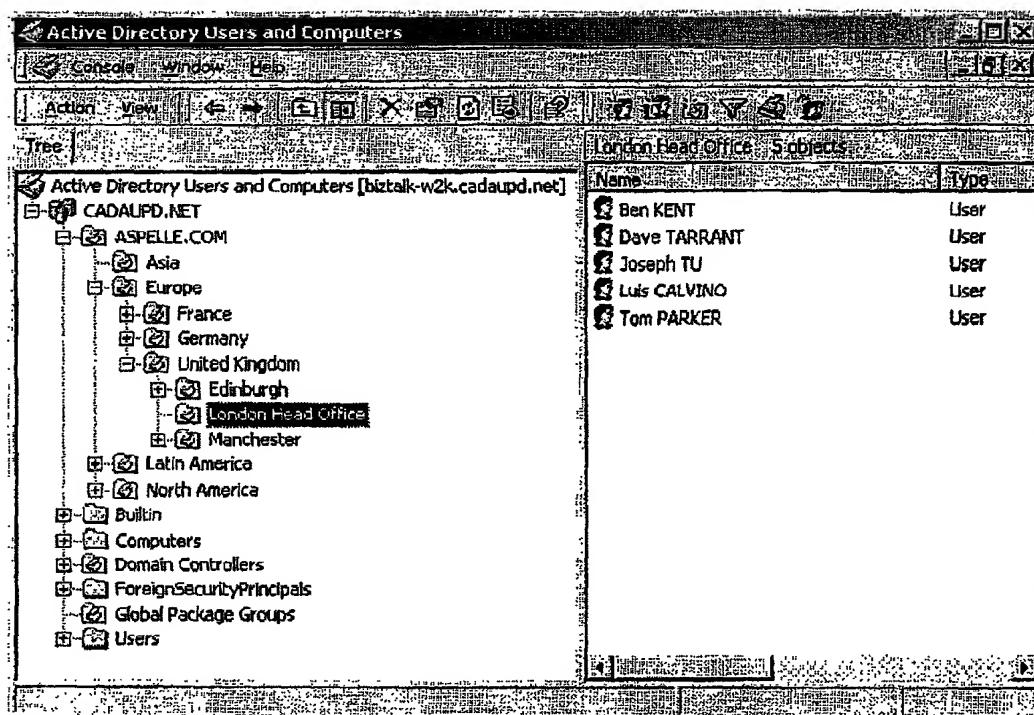 Active Directory Users and Computers
Console Window Help
Action View
Tree
London Head Office 5 objects
Active Directory Users and Computers [biztalk-w2k.cadaupd.net]
Name Type
CADAUPD.NET
Ben KENT User
ASPELLE.COM
Dave TARRANT User
Asia
Joseph TU User
Europe
Luis CALVINO User
France
Tom PARKER User
Germany
United Kingdom
Edinburgh
London Head Office
Manchester
Latin America
North America
Builtin
Computers
Domain Controllers
ForeignSecurityPrincipals
Global Package Groups
Users